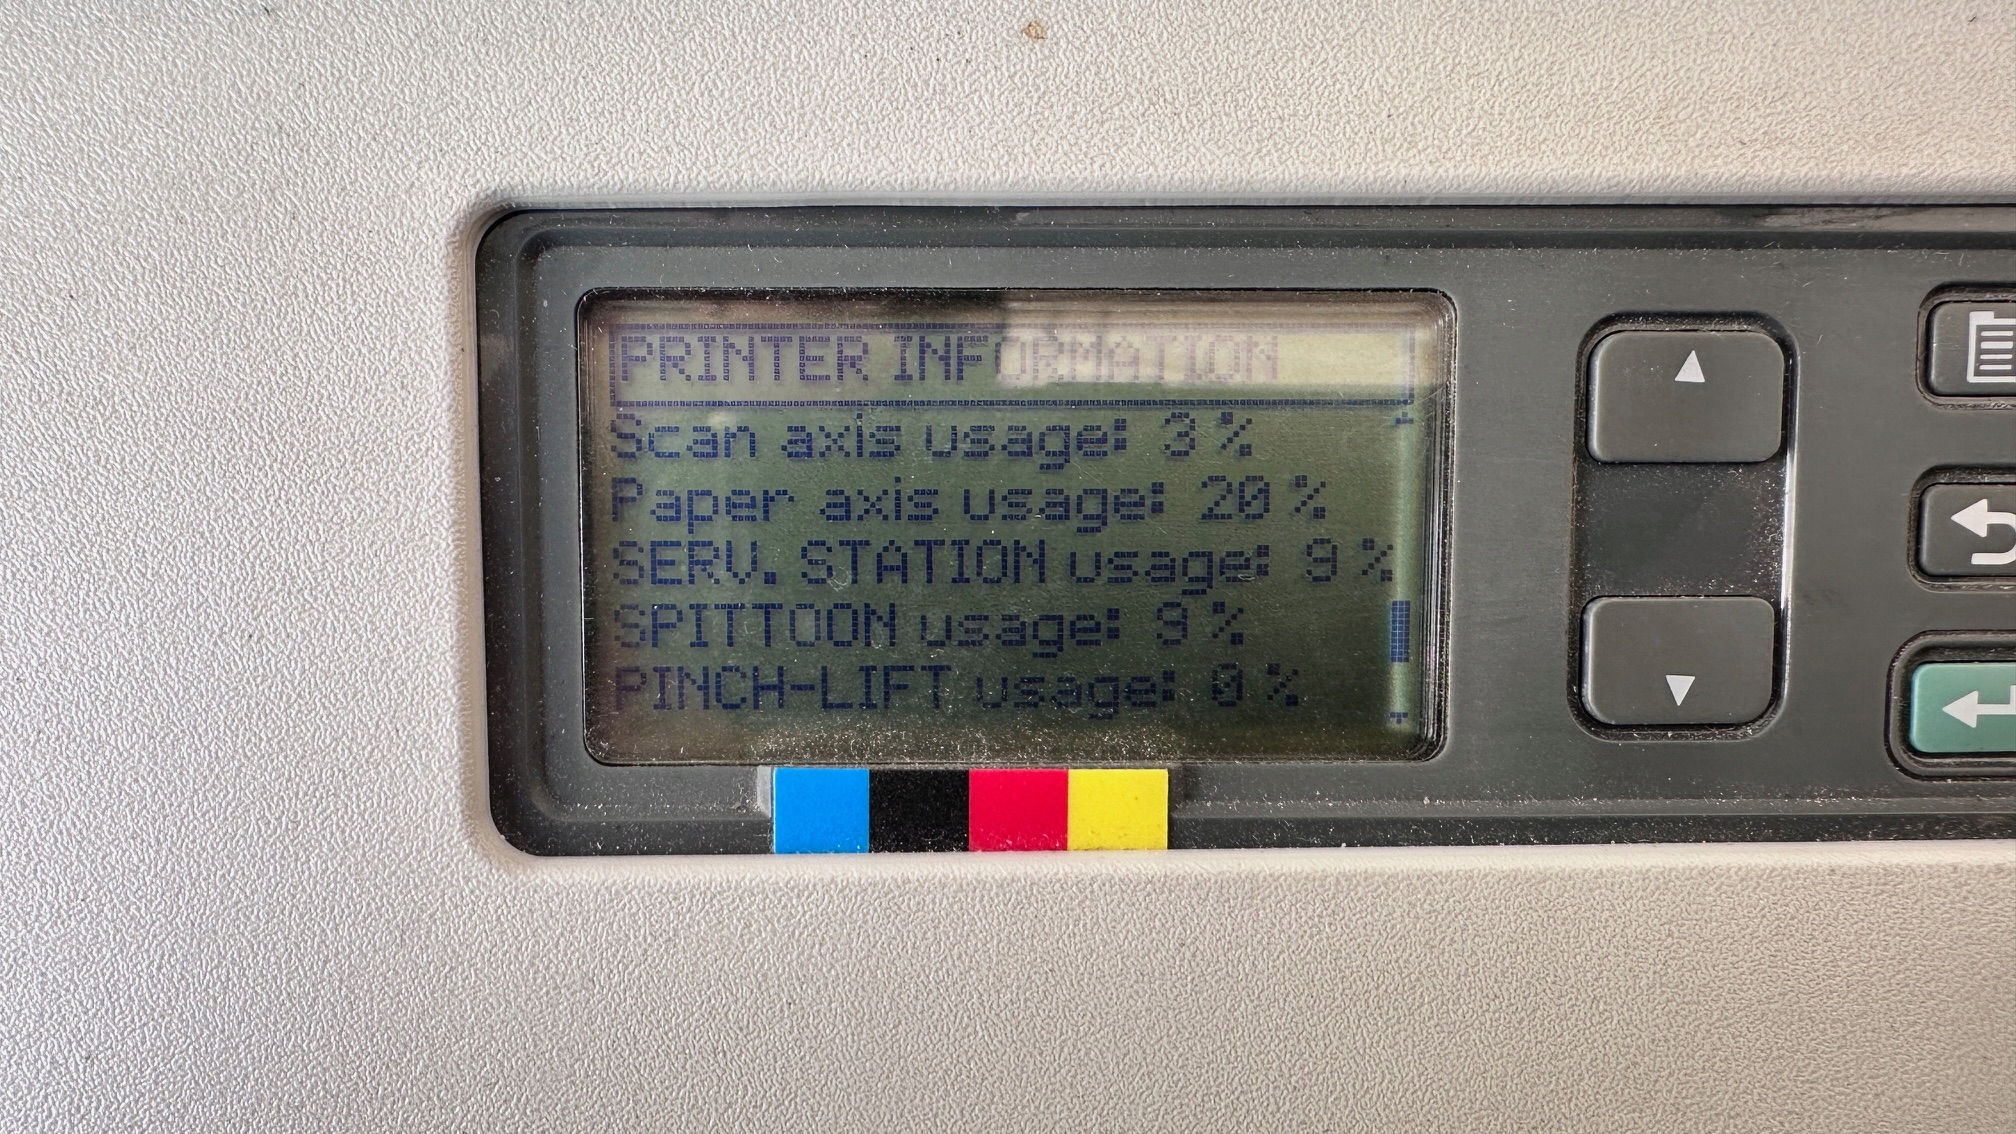 PRINTER INFORMATION
Scan axis usage: 3 %
Paper axis usage: 20 %
SERV. STATION usage: 9 %
SPITTOON usage: 9 %
PINCH-LIFT usage: 0 %